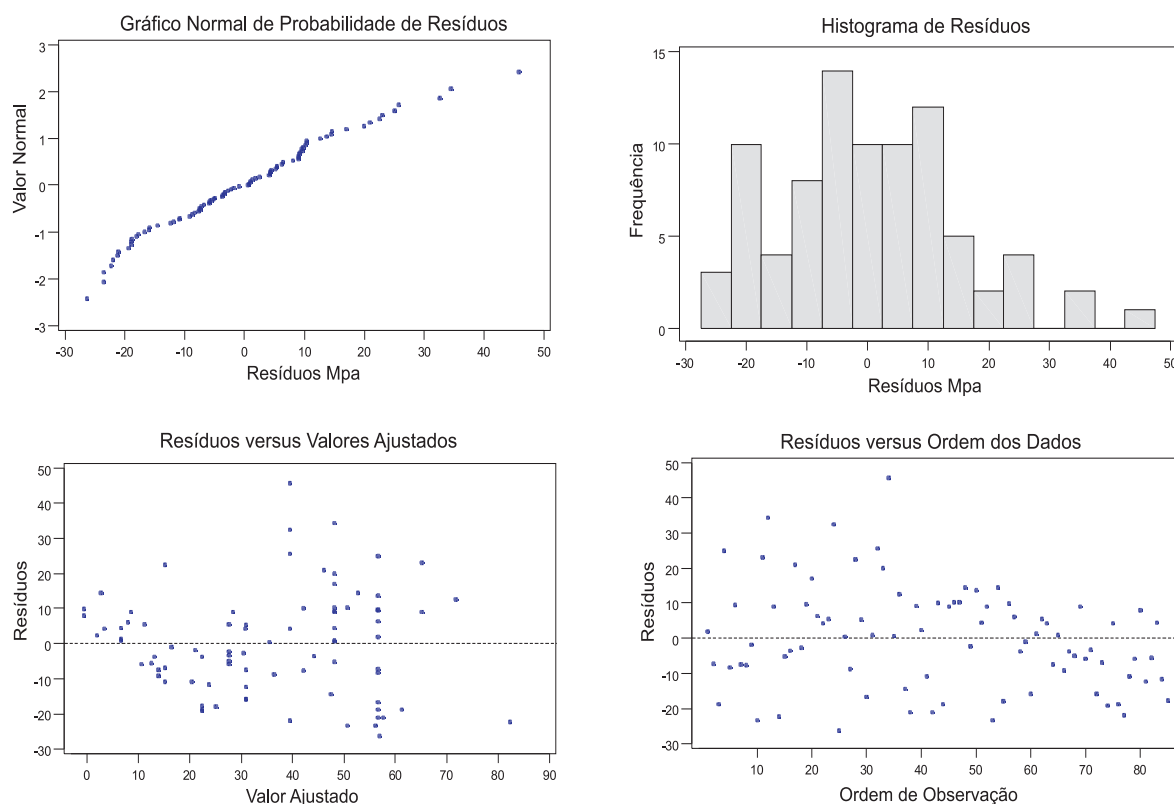 Gráfico Normal de Probabilidade de Resíduos
3
2
1
0
-1
-2
-3
Valor Normal
-30 -20 -10 0 10 20 30 40 50
Resíduos Mpa
Histograma de Resíduos
15
10
5
0
Frequência
-30 -20 -10 0 10 20 30 40 50
Resíduos Mpa
Resíduos versus Valores Ajustados
50
40
30
20
10
0
-10
-20
-30
Resíduos
0 10 20 30 40 50 60 70 80 90
Valor Ajustado
Resíduos versus Ordem dos Dados
50
40
30
20
10
0
-10
-20
-30
Resíduos
10 20 30 40 50 60 70 80
Ordem de Observação